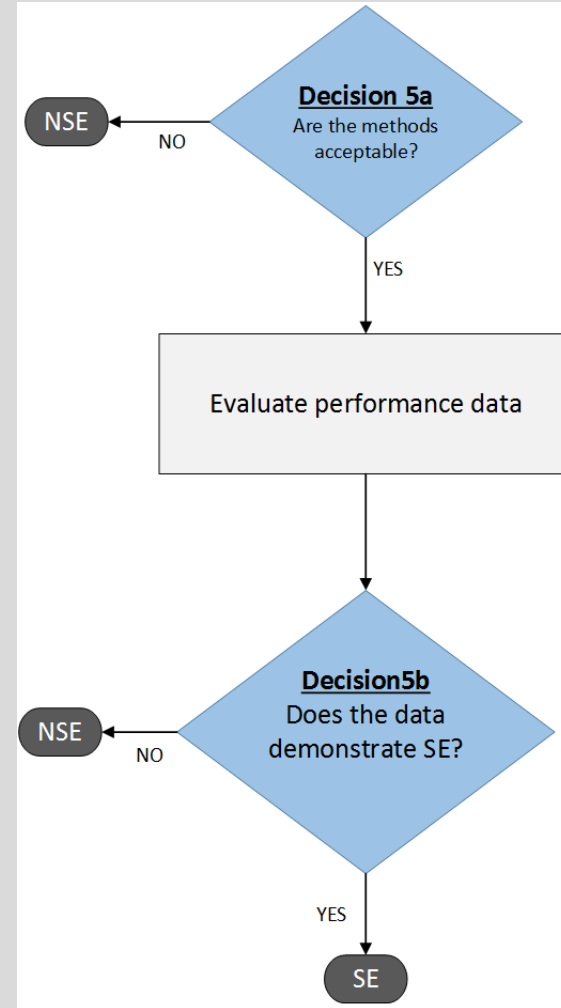 Decision 5a
Are the methods
acceptable?
NSE
NO
YES
Evaluate performance data
Decision5b
Does the data
demonstrate SE?
NSE
NO
YES
SE